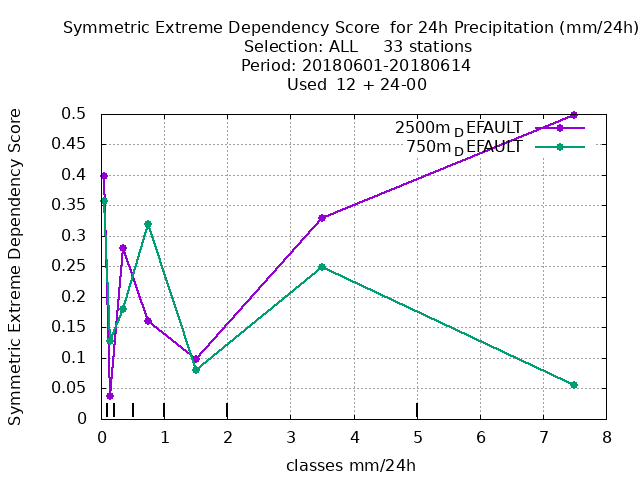 Symmetric Extreme Dependency Score  for 24h Precipitation (mm/24h)
Selection: ALL     33 stations
Period: 20180601-20180614
Used  12 + 24-00
2500m DEFAULT
750m DEFAULT
Symmetric Extreme Dependency Score
0.5
0.45
0.4
0.35
0.3
0.25
0.2
0.15
0.1
0.05
0
0 1 2 3 4 5 6 7 8
classes mm/24h